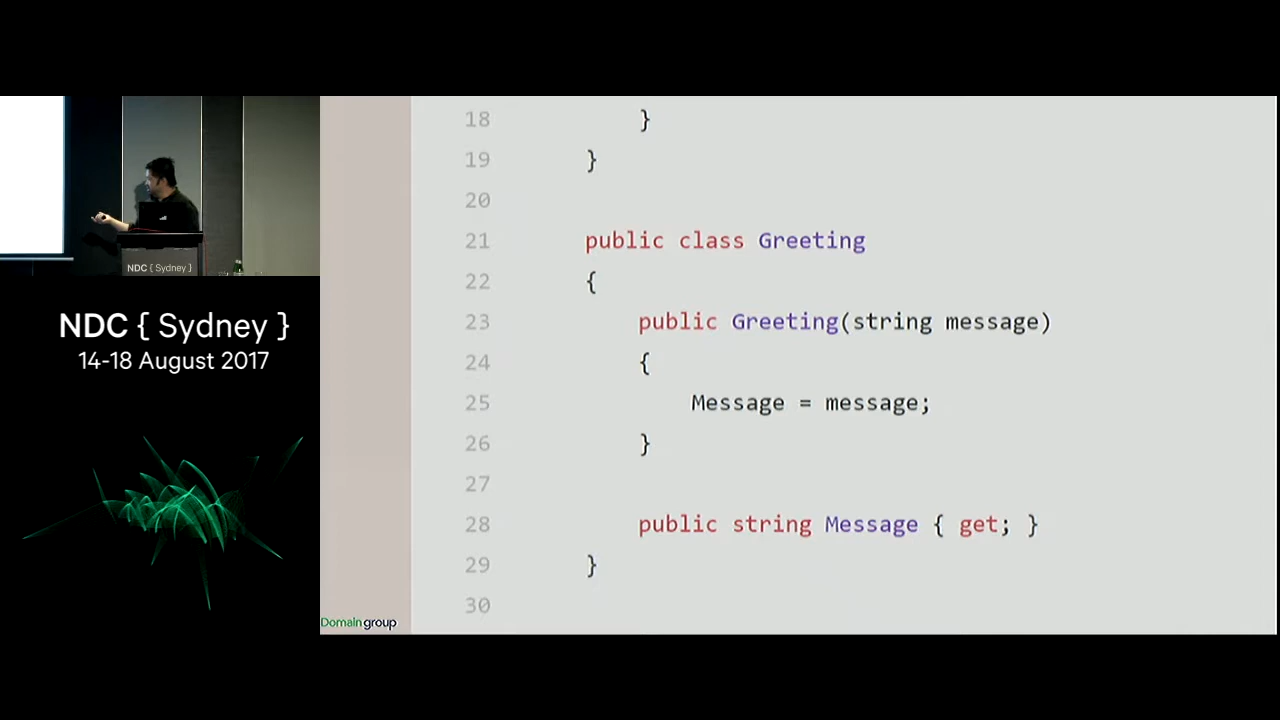 NDC { Sydney }
NDC { Sydney }
14-18 August 2017
18 }
19 }
20
21 public class Greeting
22 {
23 public Greeting(string message)
24 {
25 Message = message;
26 }
27
28 public string Message { get; }
29 }
30
Domain group